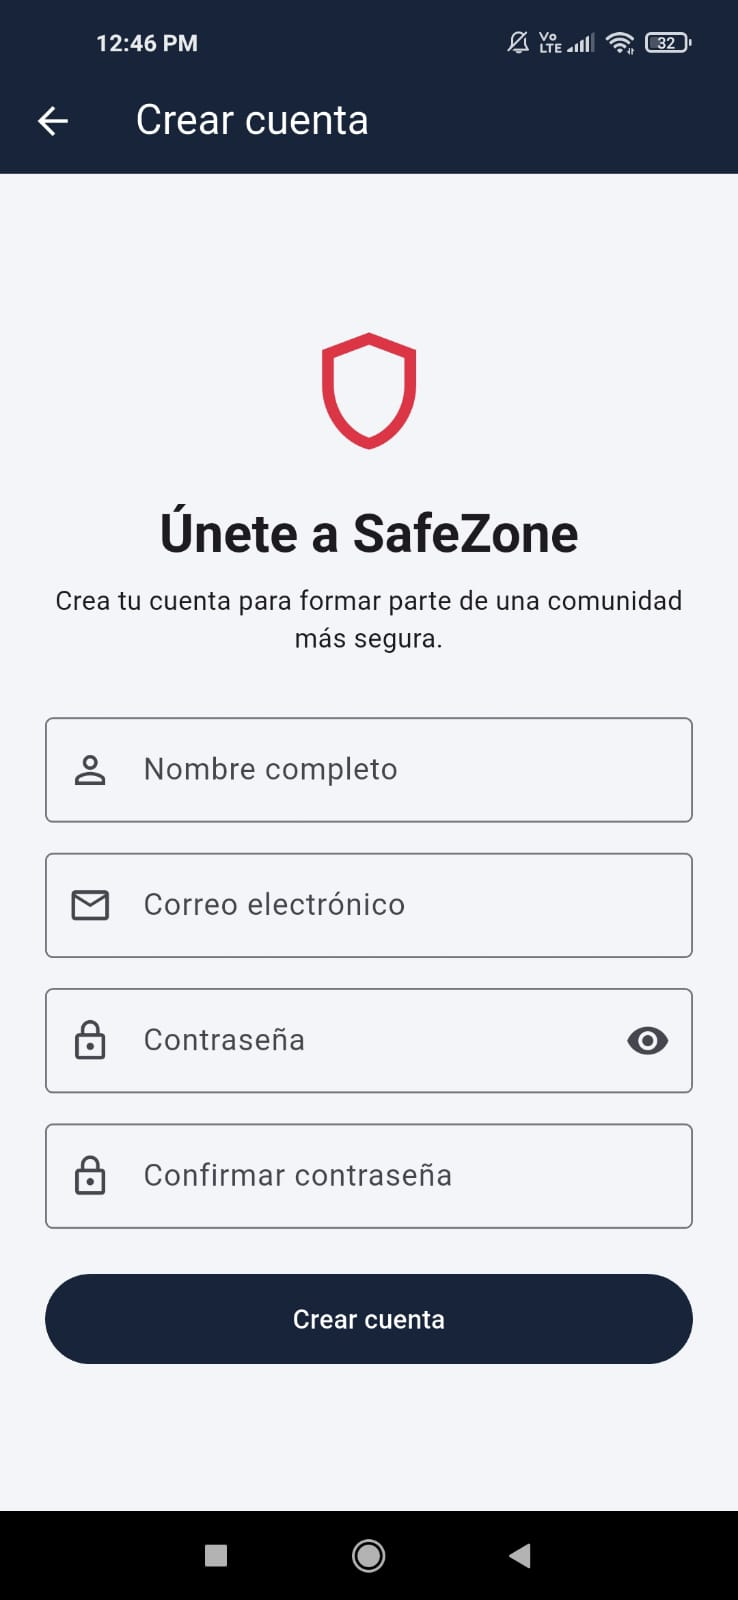 12:46 PM
Vo
LTE
32
Crear cuenta
Únete a SafeZone
Crea tu cuenta para formar parte de una comunidad
más segura.
Nombre completo
Correo electrónico
Contraseña
Confirmar contraseña
Crear cuenta